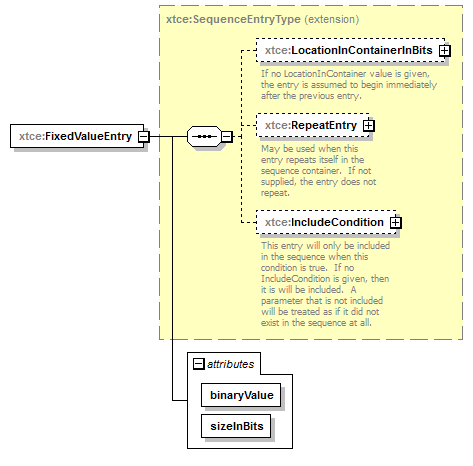 xtce:SequenceEntryType (extension)
xtce:LocationInContainerInBits
If no LocationInContainer value is given,
the entry is assumed to begin immediately
after the previous entry.
xtce:FixedValueEntry
xtce:RepeatEntry
May be used when this
entry repeats itself in the
sequence container.  If not
supplied, the entry does not
repeat.
xtce:IncludeCondition
This entry will only be included
in the sequence when this
condition is true.  If no
IncludeCondition is given, then
it is will be included.  A
parameter that is not included
will be treated as if it did not
exist in the sequence at all.
attributes
binaryValue
sizeInBits